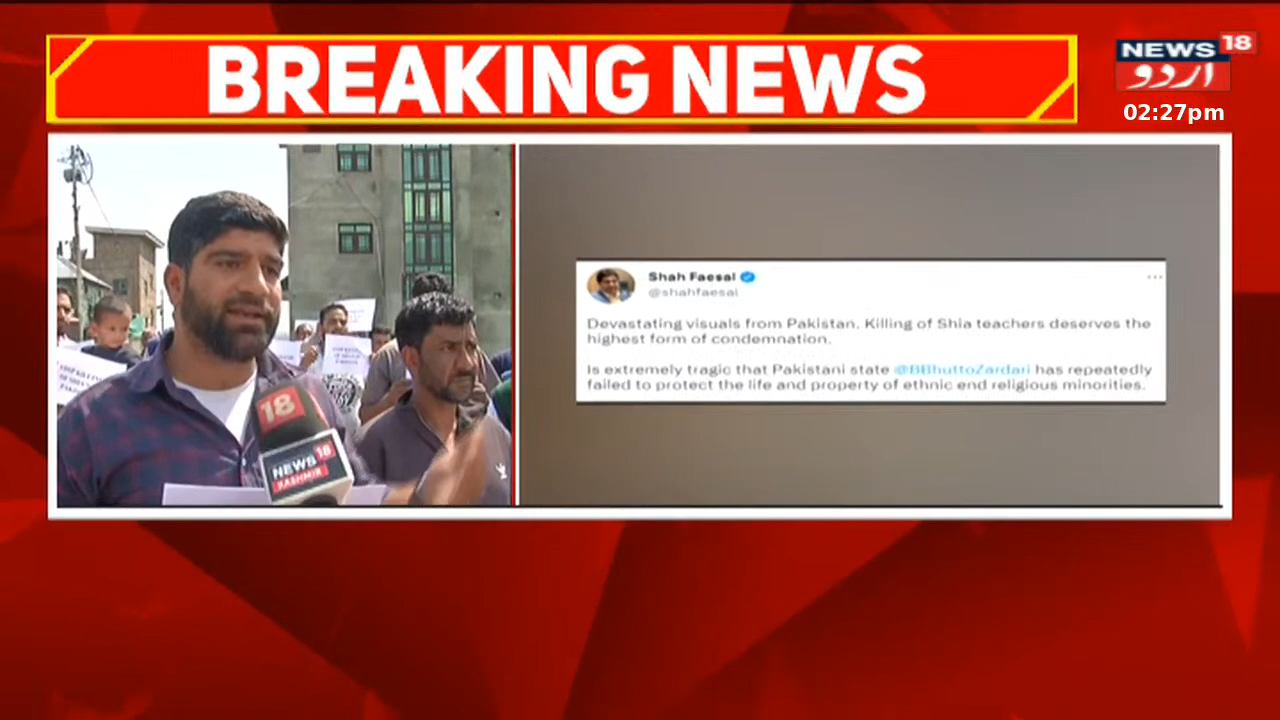 BREAKING NEWS
NEWS 18
اردو
02:27pm
Shah Faesal
@shahfaesal
Devastating visuals from Pakistan. Killing of Shia teachers deserves the
highest form of condemnation.
Is extremely tragic that Pakistani state @BBhuttoZardari has repeatedly
failed to protect the life and property of ethnic end religious minorities.
18
NEWS 18
KASHMIR